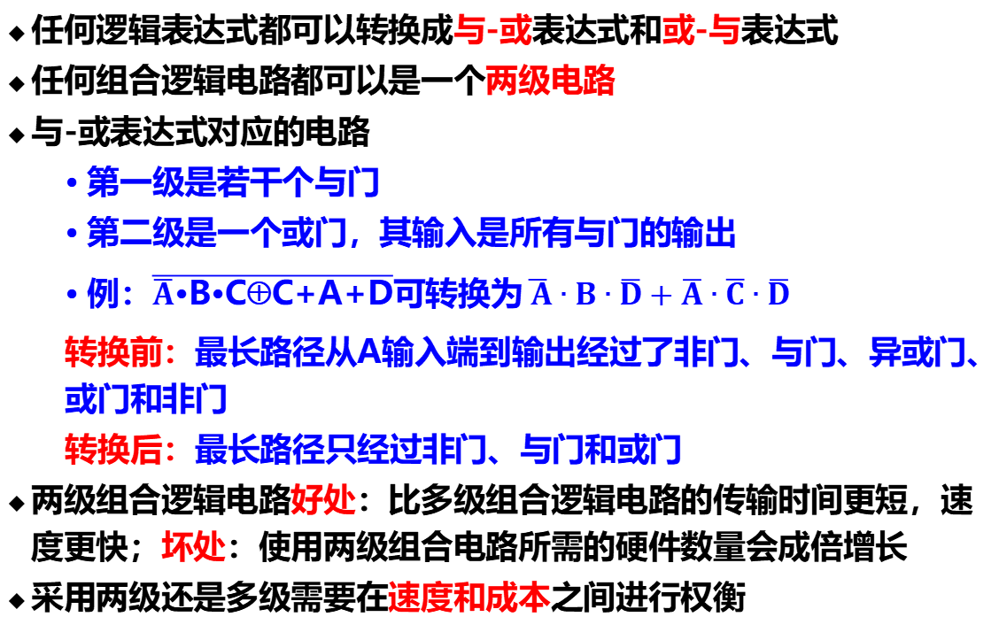 ◆任何逻辑表达式都可以转换成与-或表达式和或-与表达式
◆任何组合逻辑电路都可以是一个两级电路
◆与-或表达式对应的电路
• 第一级是若干个与门
• 第二级是一个或门，其输入是所有与门的输出
• 例：$\overline{\overline{A}•B•C⊕C+A+D}$可转换为 $\overline{A} · B · \overline{D} + \overline{A} · \overline{C} · \overline{D}$
转换前：最长路径从A输入端到输出经过了非门、与门、异或门、
或门和非门
转换后：最长路径只经过非门、与门和或门
◆两级组合逻辑电路好处：比多级组合逻辑电路的传输时间更短，速
度更快；坏处：使用两级组合电路所需的硬件数量会成倍增长
◆采用两级还是多级需要在速度和成本之间进行权衡